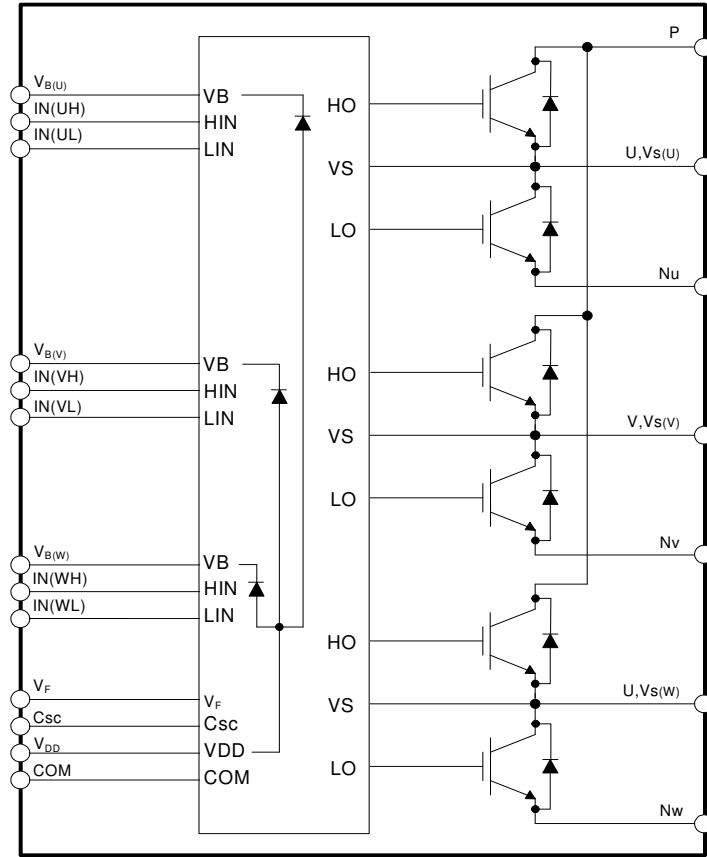 P
VB(U)
IN(UH)
IN(UL)
VB
HIN
LIN
HO
VS
LO
U,Vs(U)
Nu
VB(V)
IN(VH)
IN(VL)
VB
HIN
LIN
HO
VS
LO
V,Vs(V)
Nv
VB(W)
IN(WH)
IN(WL)
VB
HIN
LIN
HO
VS
LO
U,Vs(W)
Nw
VF
Csc
VDD
COM
VF
Csc
VDD
COM